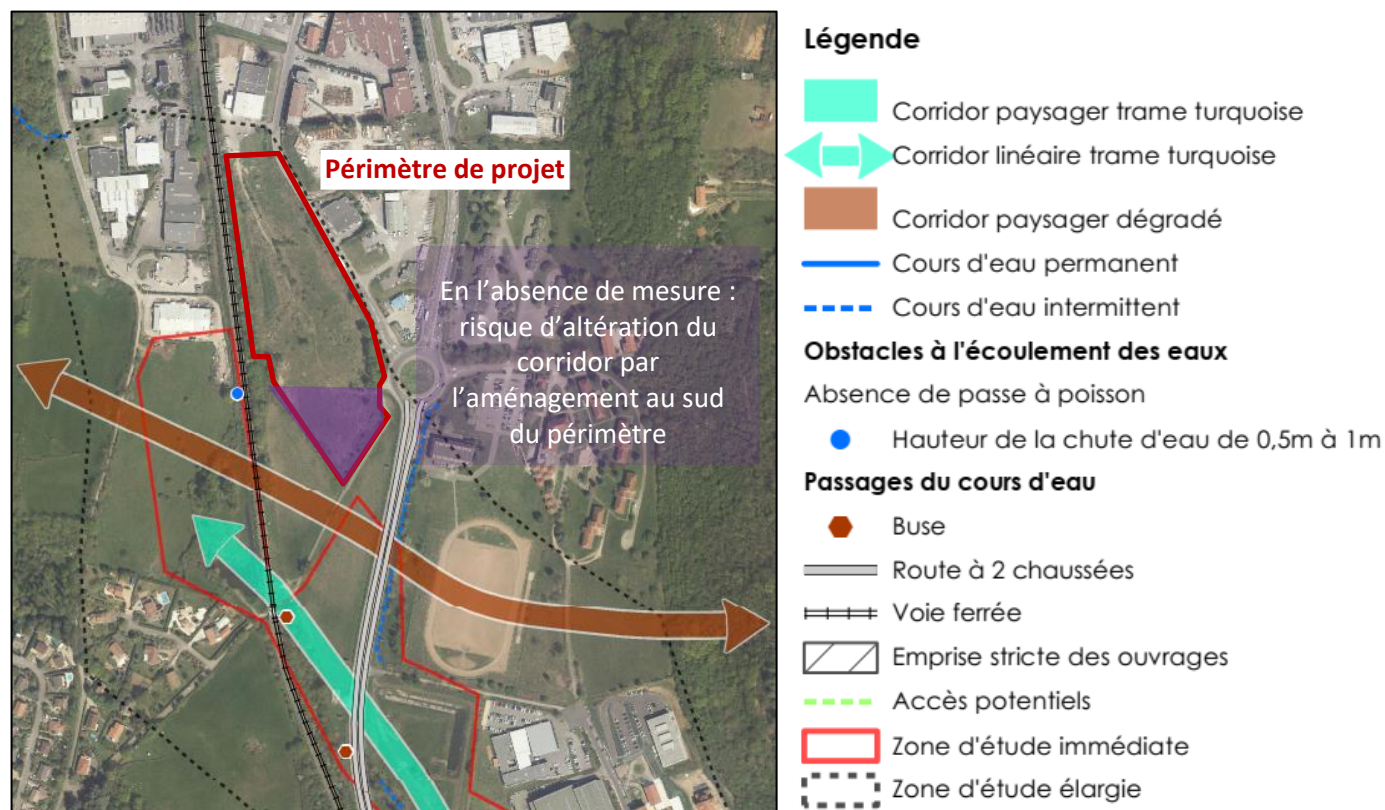 Périmètre de projet
En l’absence de mesure :
risque d’altération du
corridor par
l’aménagement au sud
du périmètre
Légende
Corridor paysager trame turquoise
Corridor linéaire trame turquoise
Corridor paysager dégradé
Cours d'eau permanent
Cours d'eau intermittent
Obstacles à l'écoulement des eaux
Absence de passe à poisson
Hauteur de la chute d'eau de 0,5m à 1m
Passages du cours d'eau
Buse
Route à 2 chaussées
Voie ferrée
Emprise stricte des ouvrages
Accès potentiels
Zone d'étude immédiate
Zone d'étude élargie